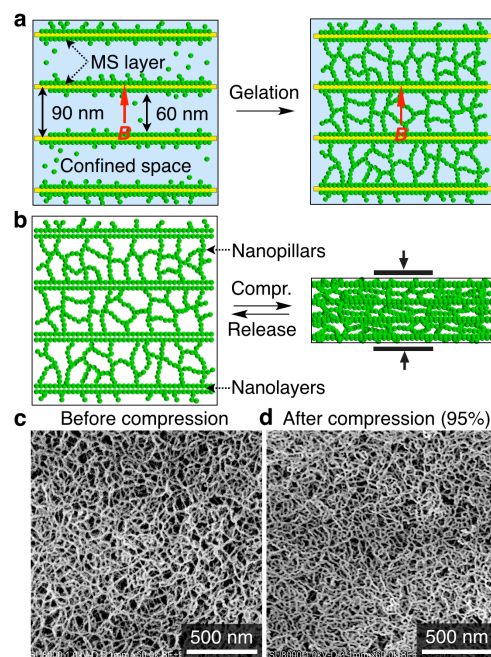 a
MS layer
90 nm
60 nm
B
Confined space
Gelation
B
b
Nanopillars
Compr.
Release
Nanolayers
c Before compression
d After compression (95%)
500 nm
500 nm